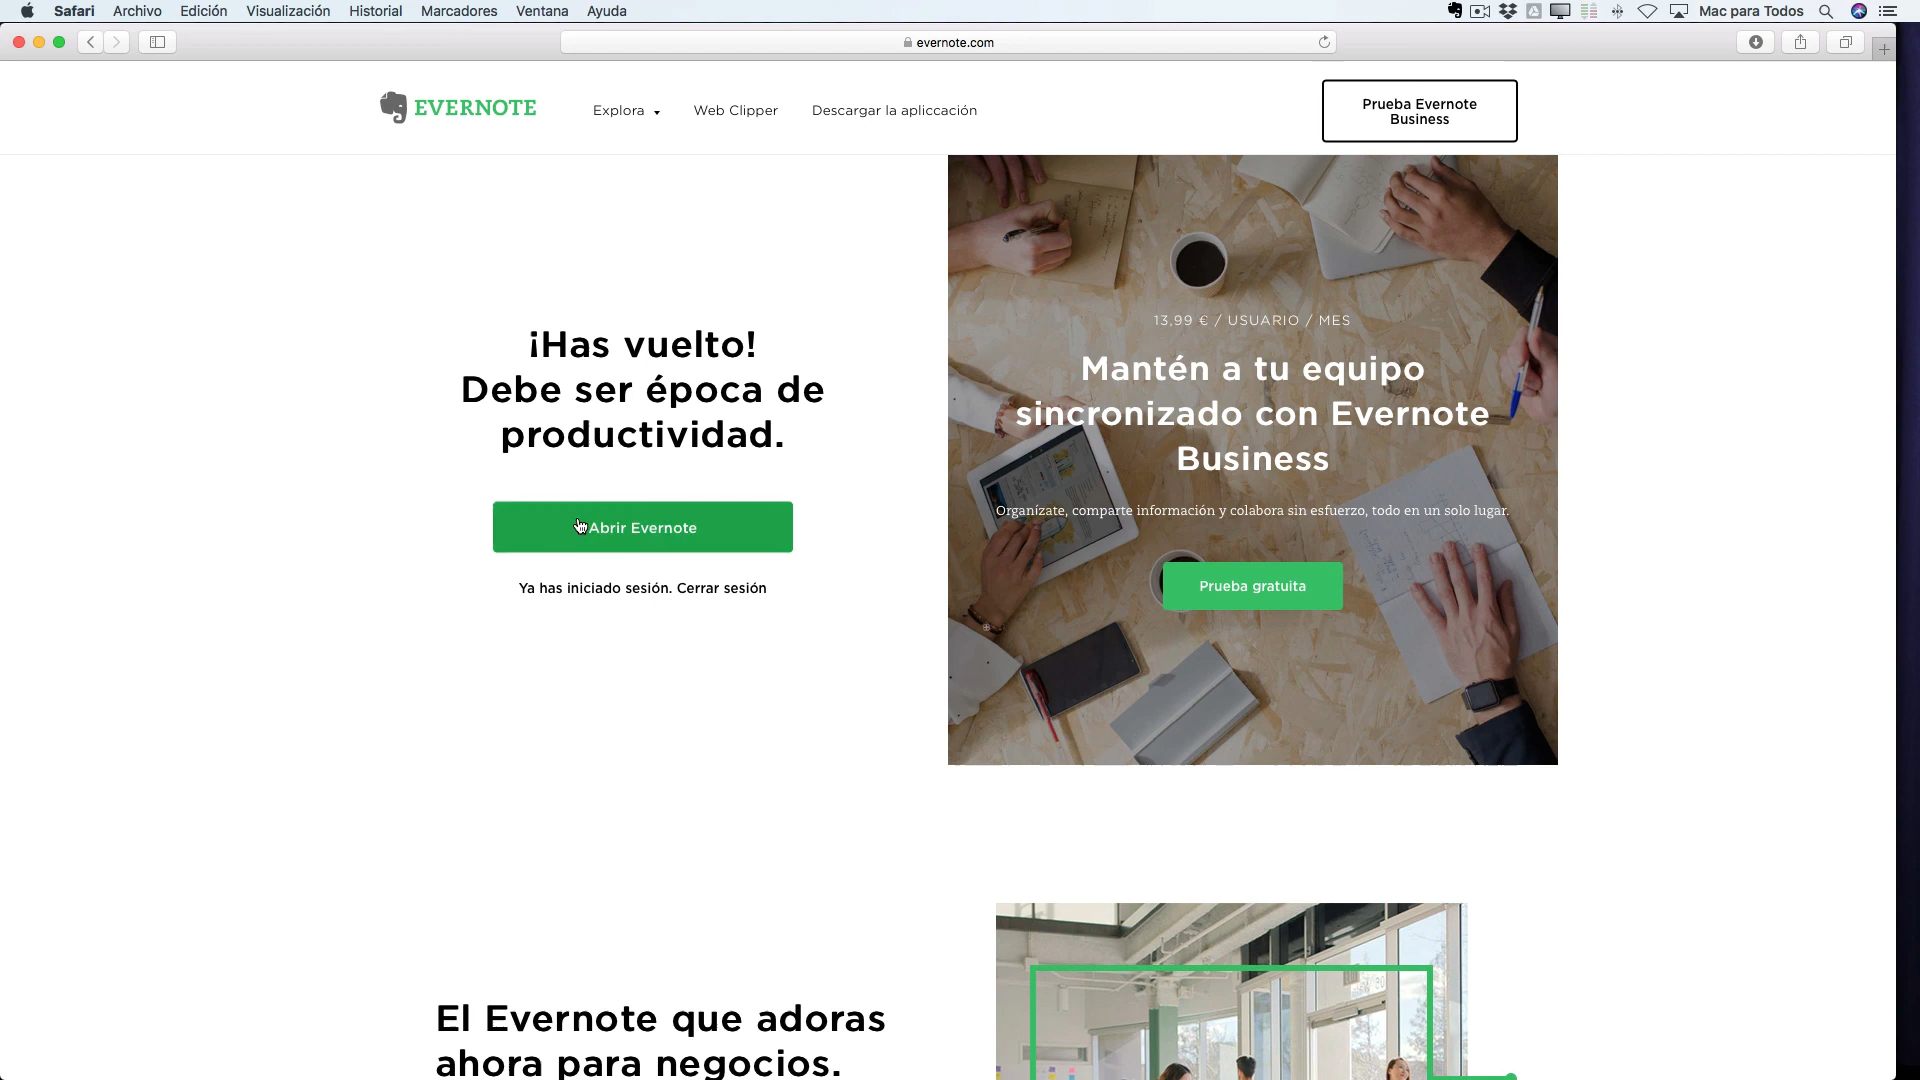 Safari Archivo Edición Visualización Historial Marcadores Ventana Ayuda Mac para Todos
evernote.com
EVERNOTE Explora Web Clipper Descargar la apliccación
Prueba Evernote
Business
¡Has vuelto!
Debe ser época de
productividad.
Abrir Evernote
Ya has iniciado sesión. Cerrar sesión
13,99 € / USUARIO / MES
Mantén a tu equipo
sincronizado con Evernote
Business
Organízate, comparte información y colabora sin esfuerzo, todo en un solo lugar.
Prueba gratuita
El Evernote que adoras
ahora para negocios.